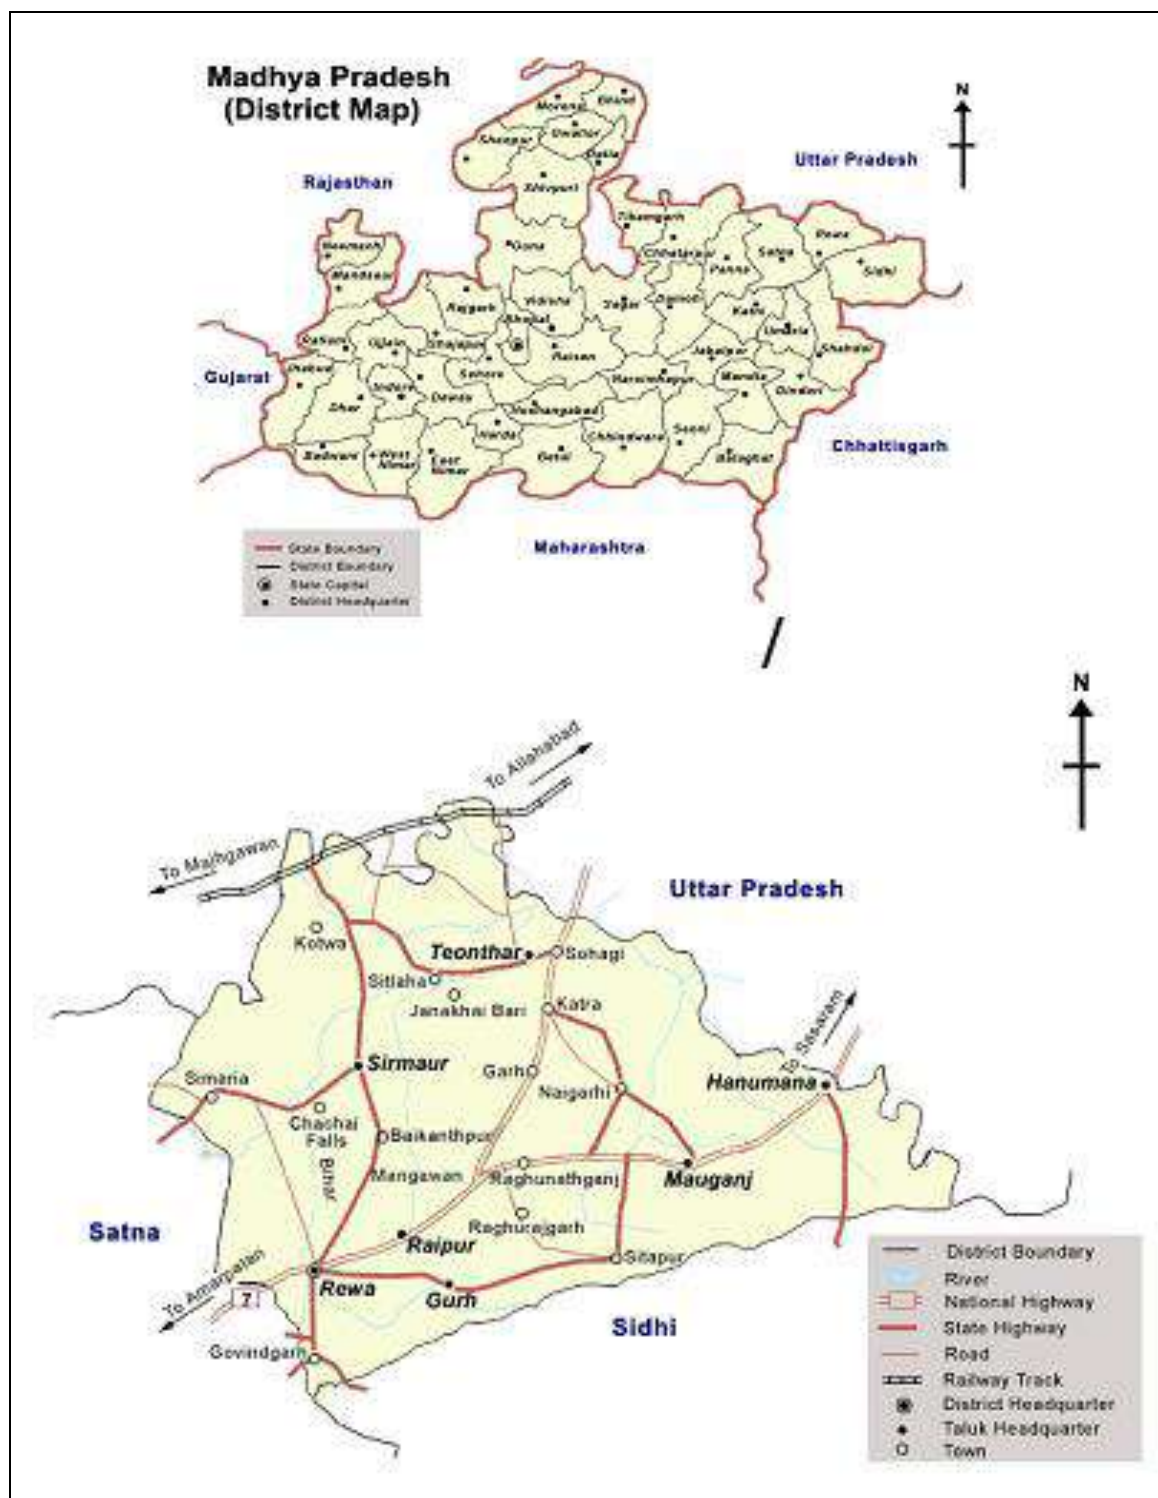 Madhya Pradesh
(District Map)
N
Uttar Pradesh
Rajasthan
Gujarat
Chhattisgarh
Maharashtra
Morena
Bhind
Gwalior
Sheopur
Datia
Shivpuri
Tikamgarh
Guna
Chhatarpur
Panna
Satna
Rewa
Sidhi
Neemach
Mandsaur
Rajgarh
Vidisha
Sagar
Damoh
Katni
Umaria
Shahdol
Bhopal
Ratlam
Ujjain
Shajapur
Raisen
Jabalpur
Jhabua
Indore
Sehore
Narsimhapur
Mandla
Dindori
Dhar
Dewas
Hoshangabad
Harda
Chhindwara
Seoni
Badwani
West
Nimar
East
Nimar
Betul
Balaghat
State Boundary
District Boundary
State Capital
District Headquarter
N
To Allahabad
To Majhgawan
Uttar Pradesh
Kotwa
Teonthar
Sohagi
Sitlaha
Janakhai Bari
Katra
To Sasaram
Sirmaur
Simaria
Garh
Naigarhi
Hanumana
Chachai
Falls
Baikanthpur
Bihar
Mangawan
Raghunathganj
Mauganj
Raghurajgarh
Satna
Raipur
Sitapur
To Amarpatan
7
Rewa
Gurh
Sidhi
Govindgarh
District Boundary
River
National Highway
State Highway
Road
Railway Track
District Headquarter
Taluk Headquarter
Town